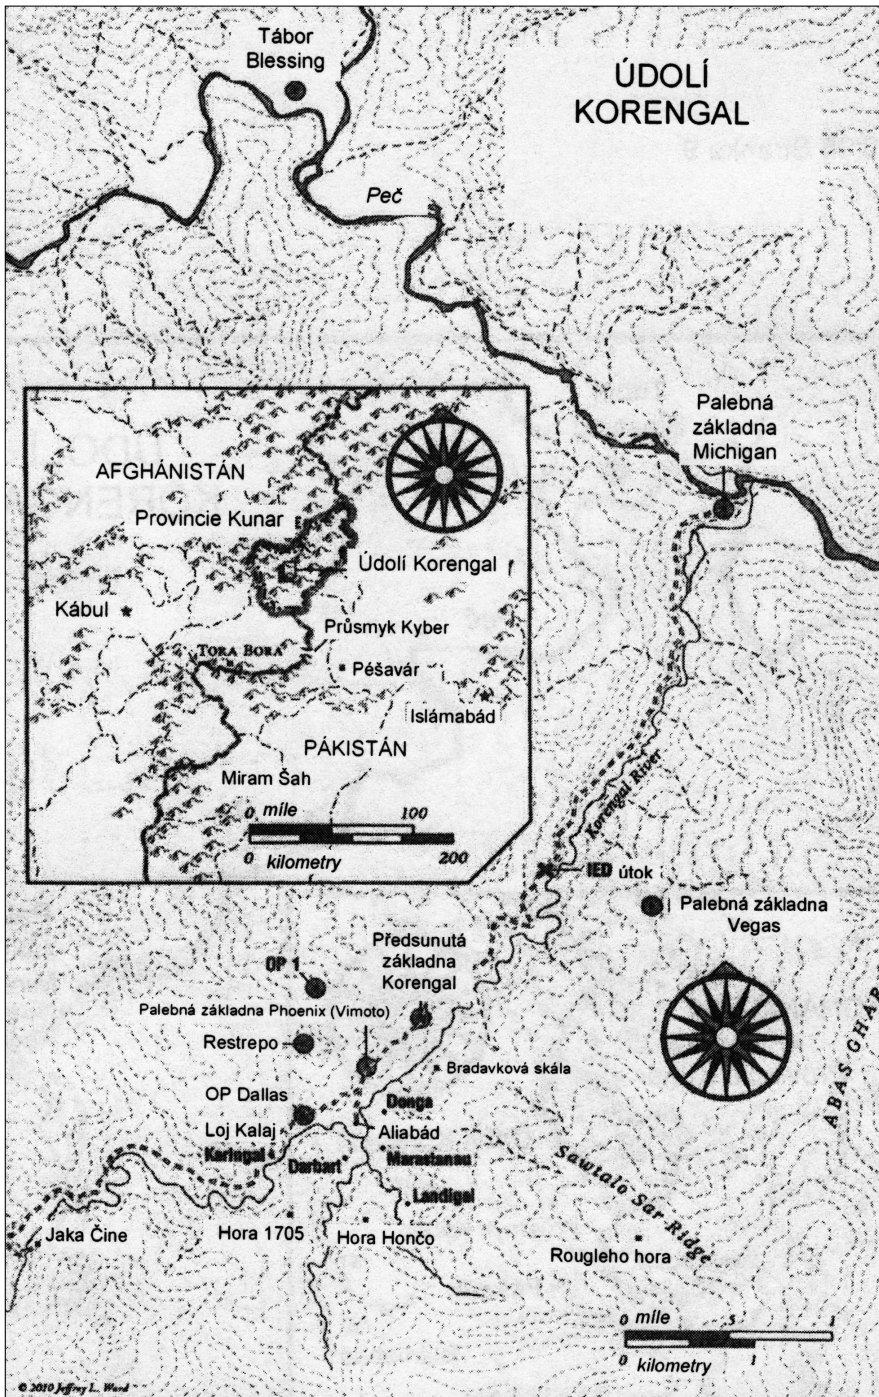 Tábor
Blessing
ÚDOLÍ
KORENGAL
Peč
Palebná
základna
Michigan
AFGHÁNISTÁN
Provincie Kunar
Údolí Korengal
Kábul
Průsmyk Kyber
TORA BORA
Péšavár
Islámabád
PÁKISTÁN
Miram Šah
0 míle 100
0 kilometry 200
Korengal River
IED útok
Palebná základna
Vegas
Předsunutá
základna
Korengal
OP 1
Palebná základna Phoenix (Vimoto)
Restrepo
Bradavková skála
OP Dallas
Donga
Loj Kalaj
Aliabád
Karingal
Darbart
Marastanau
Landigal
ABAS GHAR
Sawtalo Sar Ridge
Jaka Čine
Hora 1705
Hora Hončo
Rougleho hora
0 míle 5 1
0 kilometry 1
© 2010 Jeffrey L. Ward